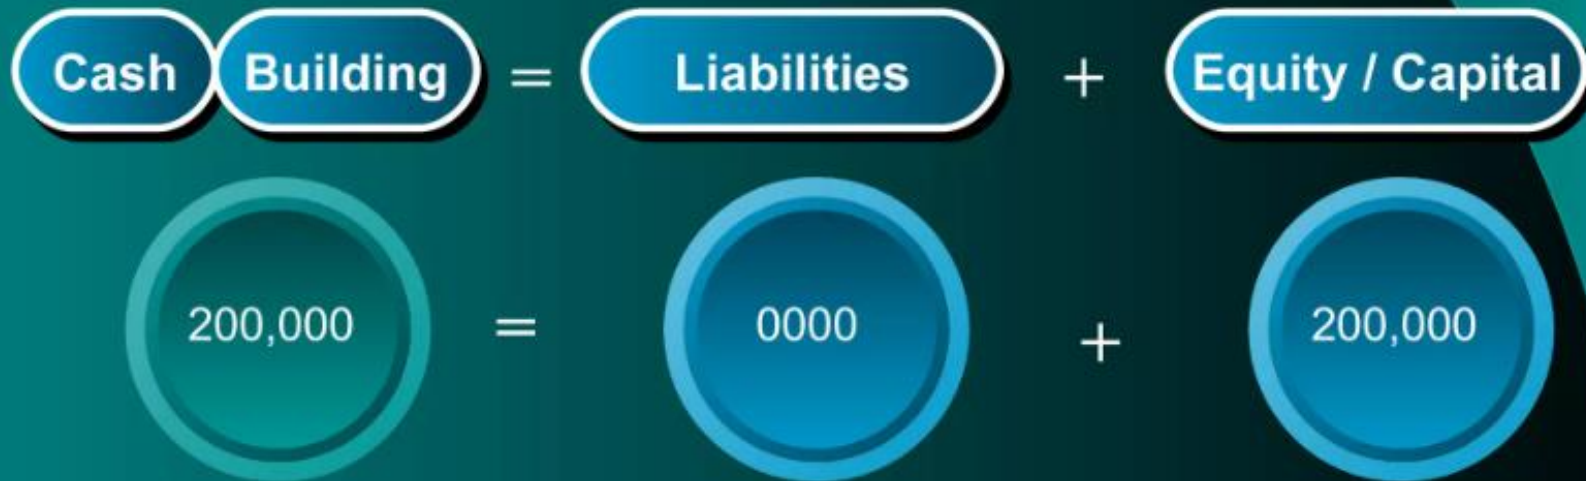 Cash Building = Liabilities + Equity / Capital
200,000 = 0000 + 200,000